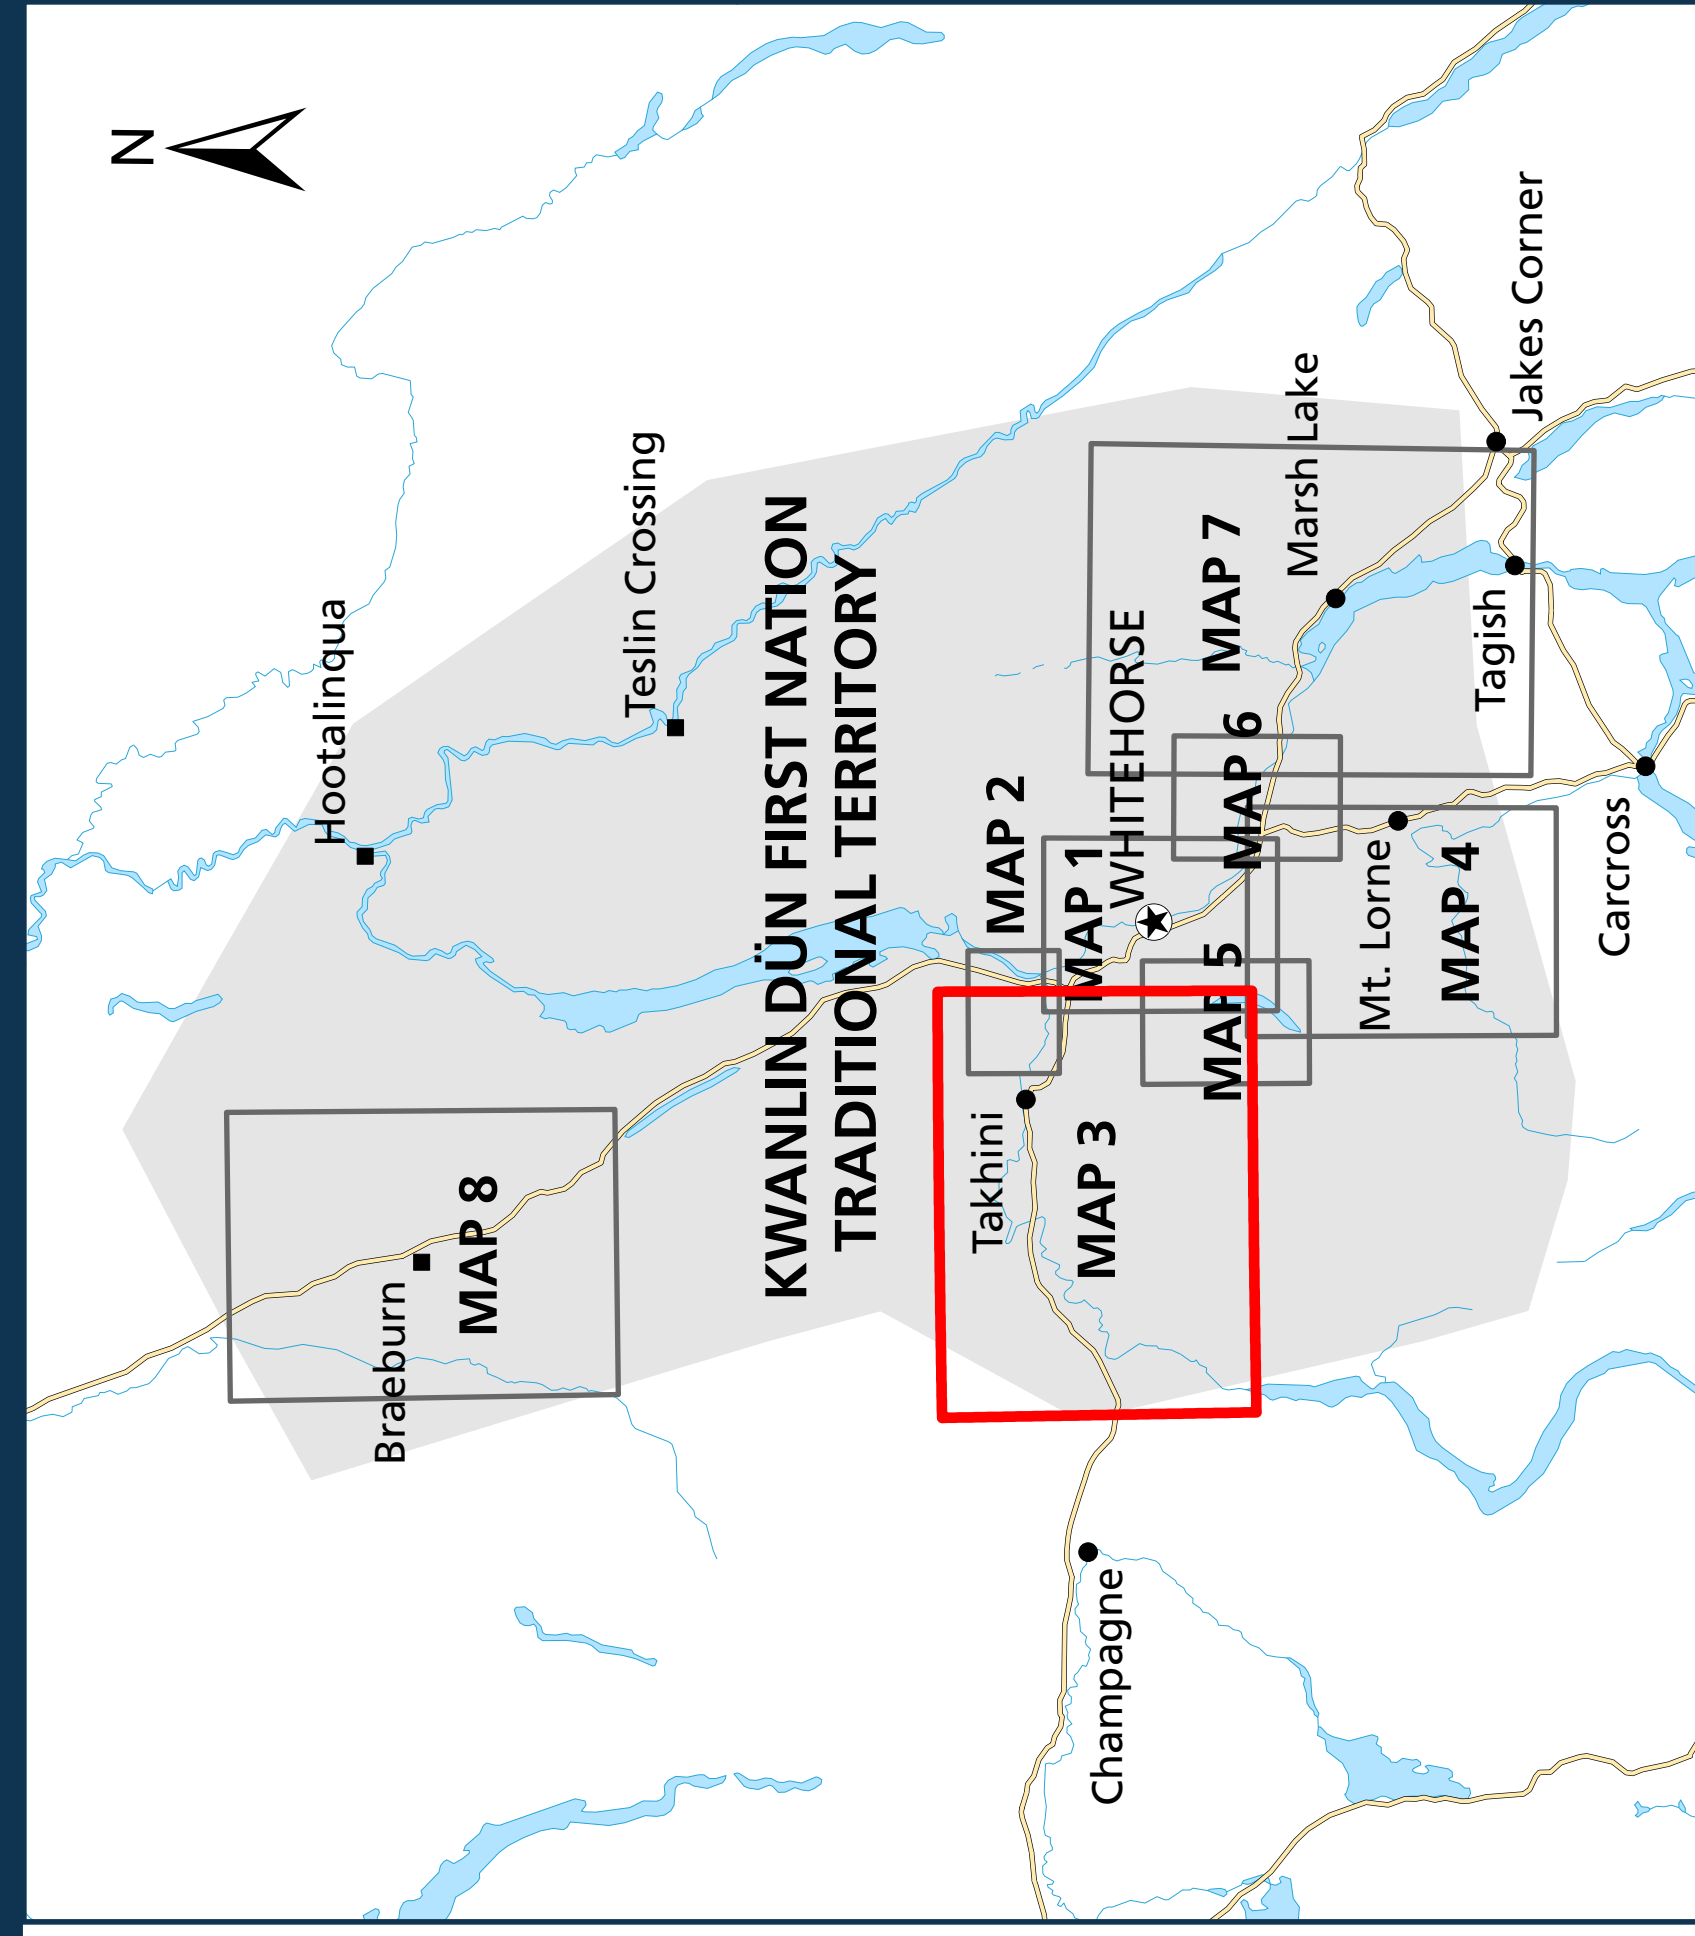 N
Hootalinqua
Teslin Crossing
Braeburn
MAP 8
KWANLIN DÜN FIRST NATION
TRADITIONAL TERRITORY
MAP 2
MAP 1
WHITEHORSE
MAP 7
Marsh Lake
Jakes Corner
MAP 6
Tagish
Takhini
MAP 3
MAP 5
Mt. Lorne
MAP 4
Carcross
Champagne